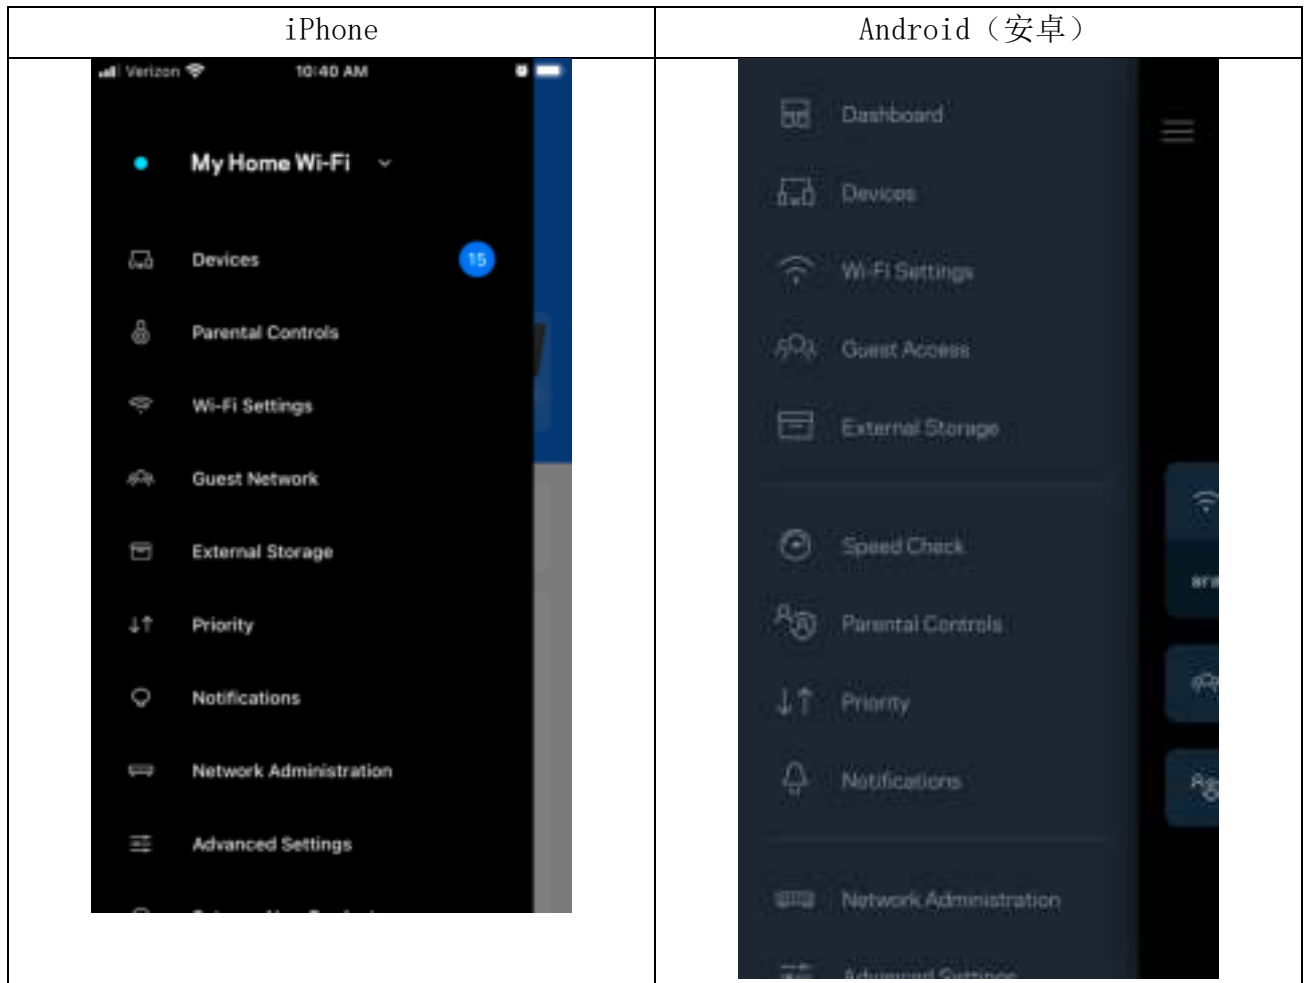 iPhone
Android（安卓）
Verizon
10:40 AM
My Home Wi-Fi
Devices
15
Parental Controls
Wi-Fi Settings
Guest Network
External Storage
Priority
Notifications
Network Administration
Advanced Settings
Dashboard
Devices
Wi-Fi Settings
Guest Access
External Storage
Speed Check
Parental Controls
Priority
Notifications
Network Administration
Advanced Settings